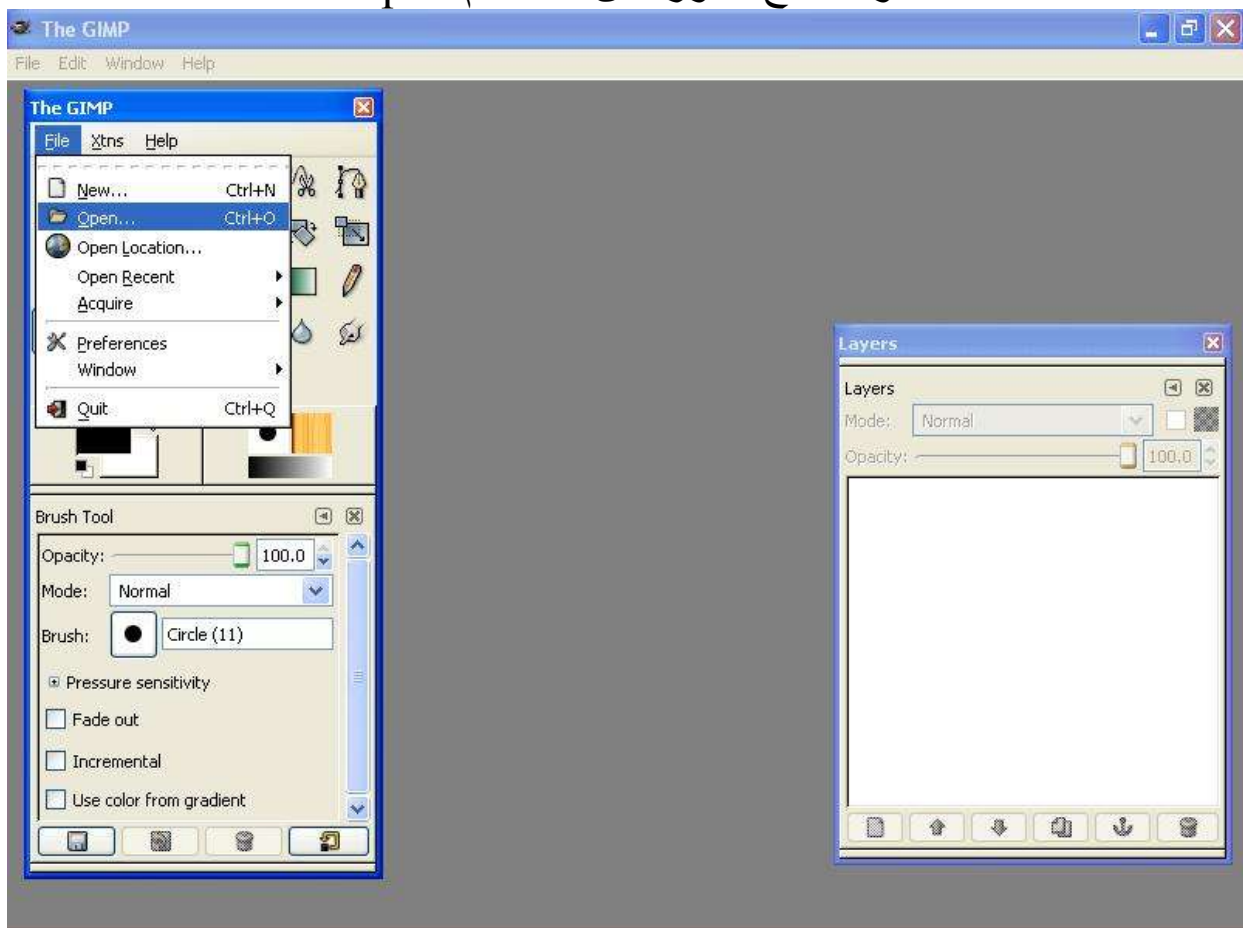 The GIMP
File Edit Window Help
The GIMP
File Xtns Help
New... Ctrl+N
Open... Ctrl+O
Open Location...
Open Recent
Acquire
Preferences
Window
Quit Ctrl+Q
Brush Tool
Opacity: 100.0
Mode: Normal
Brush: Circle (11)
Pressure sensitivity
Fade out
Incremental
Use color from gradient
Layers
Layers
Mode: Normal
Opacity: 100.0